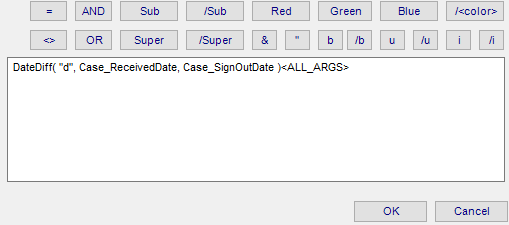 = AND Sub /Sub Red Green Blue /<color>
<> OR Super /Super & " b /b u /u i /i
DateDiff( "d", Case_ReceivedDate, Case_SignOutDate )<ALL_ARGS>
OK Cancel